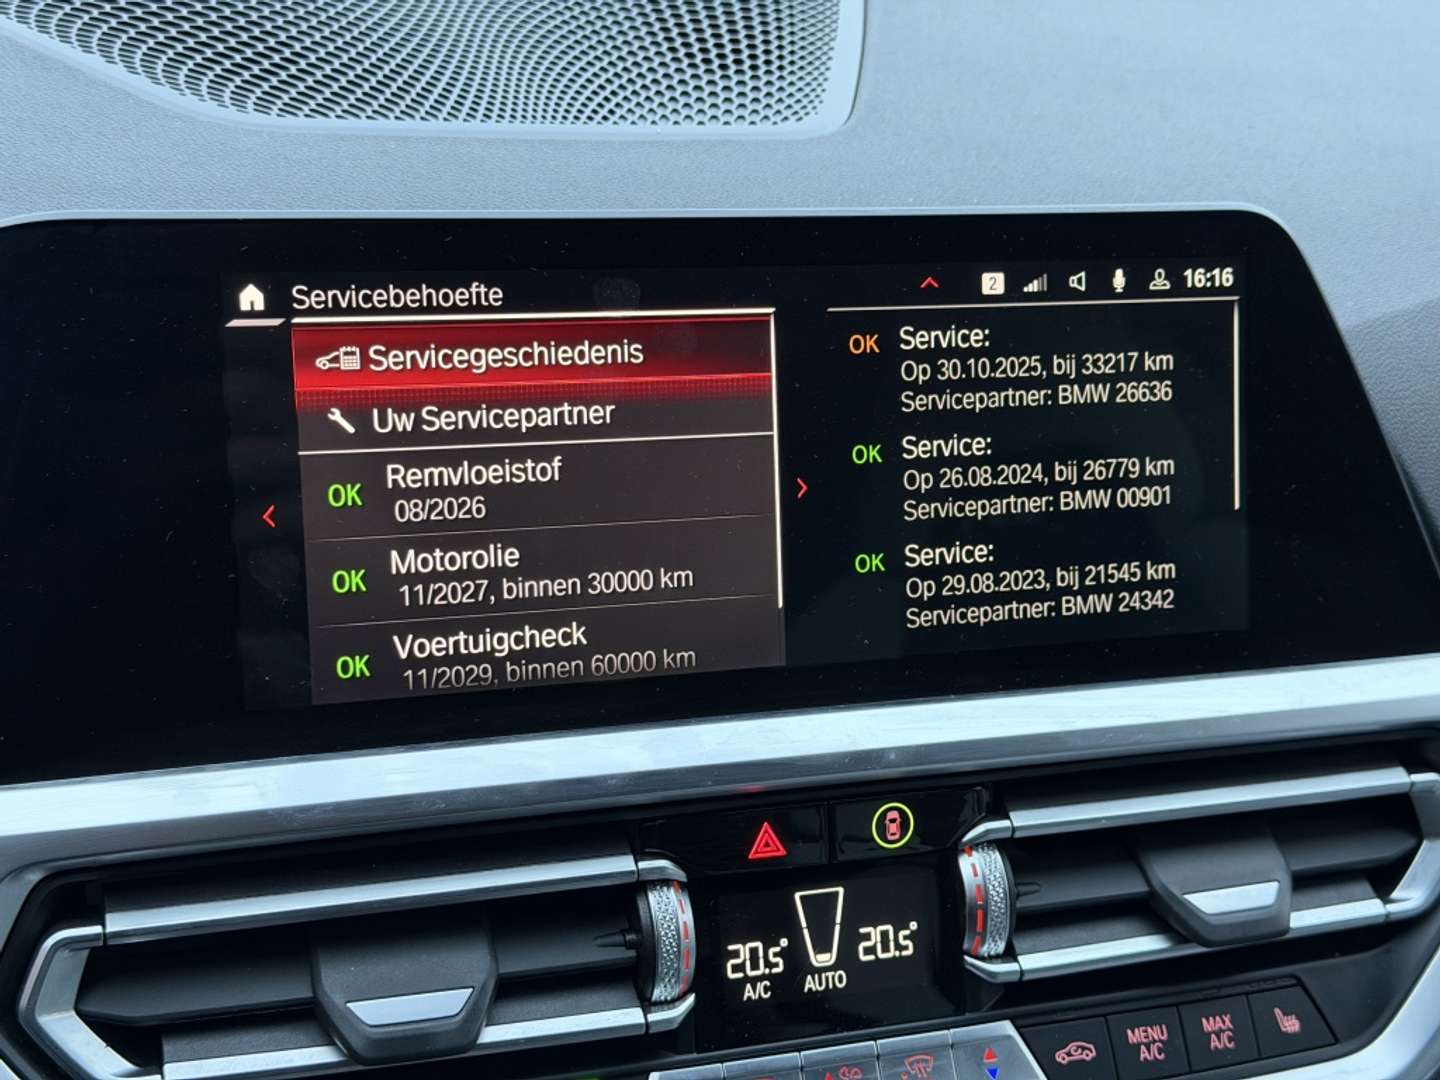 Servicebehoefte
2
16:16
Servicegeschiedenis
Uw Servicepartner
OK Remvloeistof
08/2026
OK Motorolie
11/2027, binnen 30000 km
OK Voertuigcheck
11/2029, binnen 60000 km
OK Service:
Op 30.10.2025, bij 33217 km
Servicepartner: BMW 26636
OK Service:
Op 26.08.2024, bij 26779 km
Servicepartner: BMW 00901
OK Service:
Op 29.08.2023, bij 21545 km
Servicepartner: BMW 24342
20.5°
A/C
AUTO
20.5°
MENU
A/C
MAX
A/C